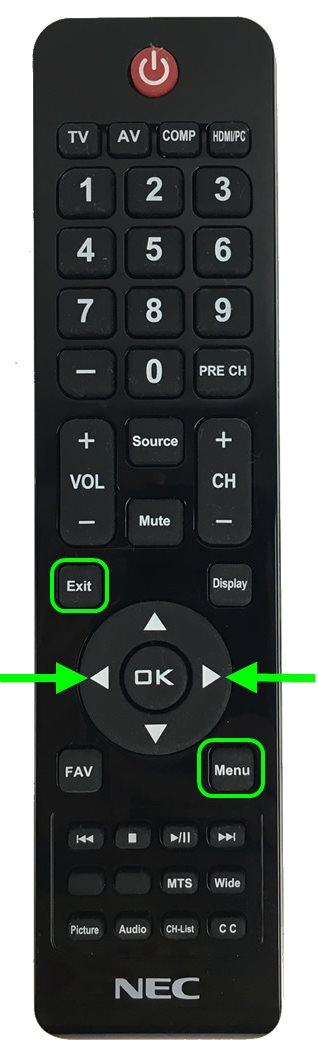 TV AV COMP HDMI/PC
1 2 3
4 5 6
7 8 9
– 0 PRE CH
+ Source +
VOL CH
– Mute –
Exit Display
OK
FAV Menu
MTS Wide
Picture Audio CH-List C C
NEC